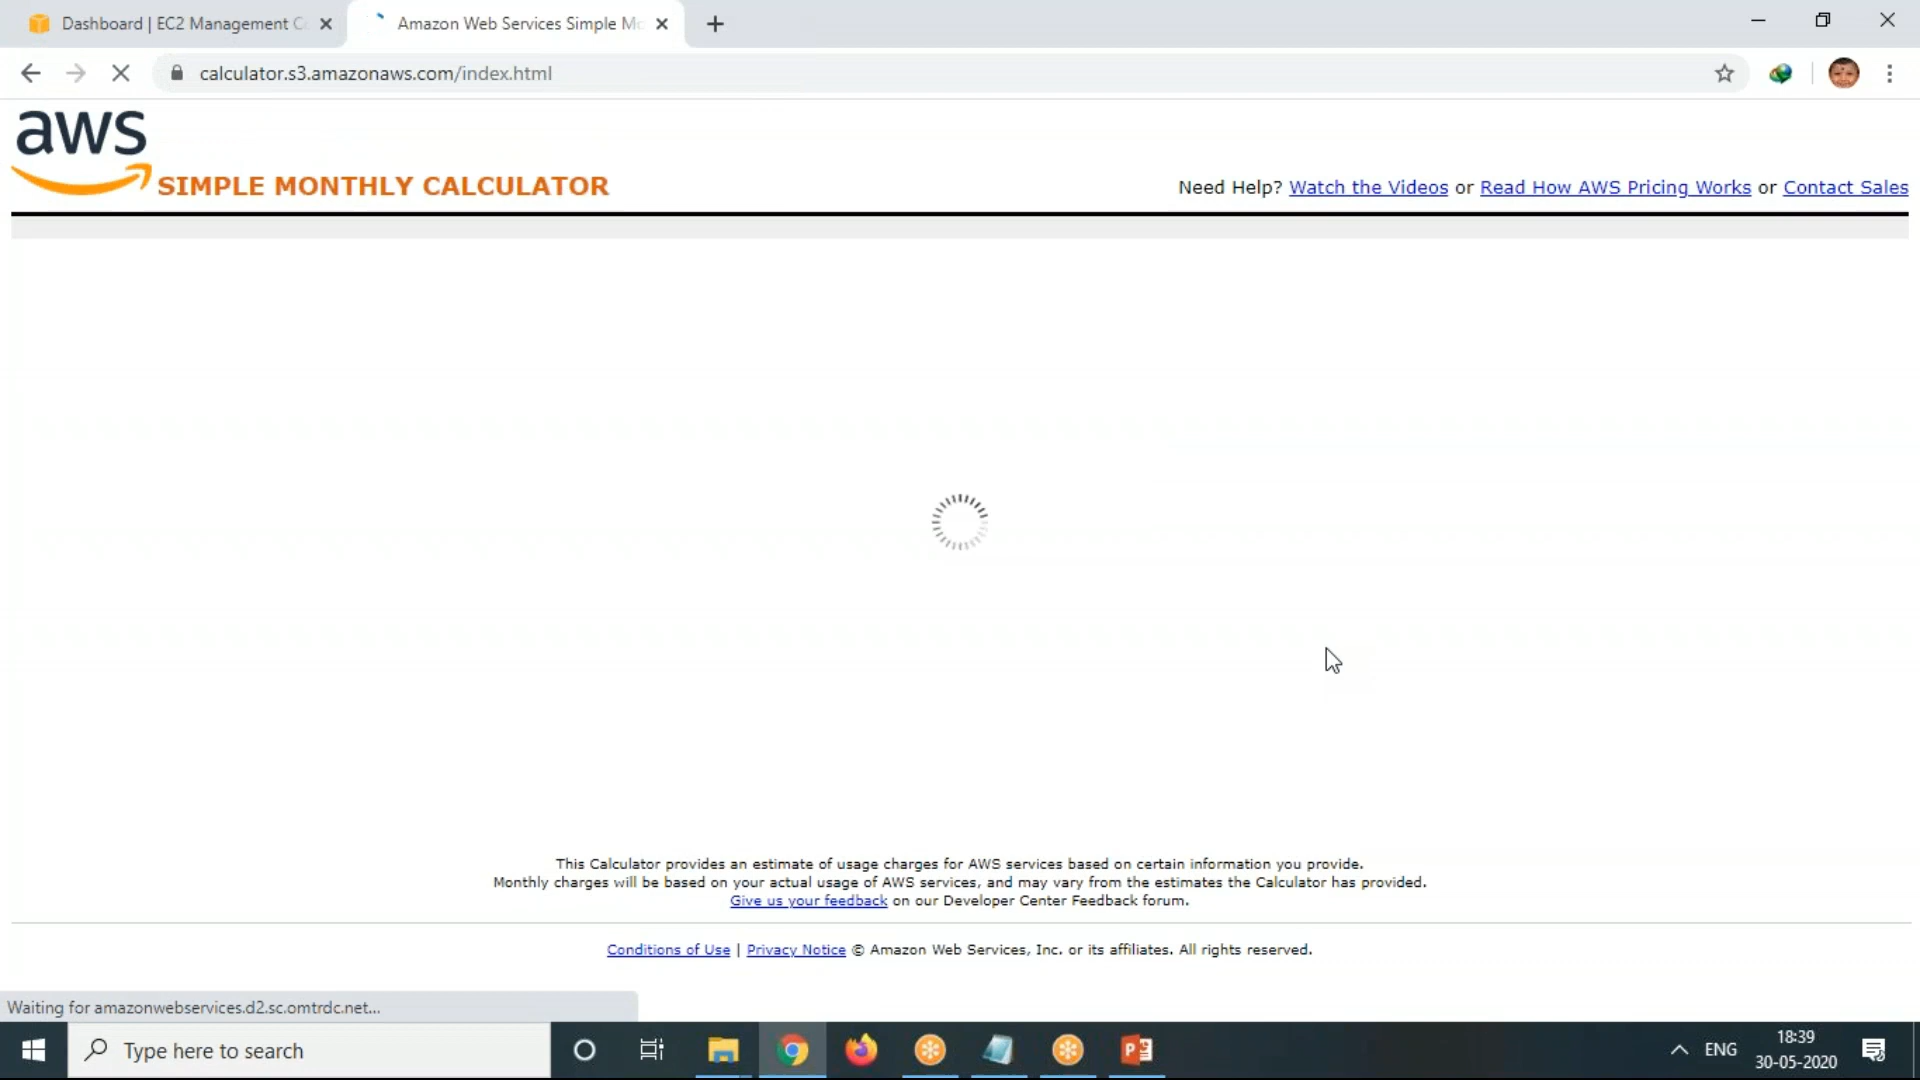 Dashboard | EC2 Management C
Amazon Web Services Simple Mo
calculator.s3.amazonaws.com/index.html
aws
SIMPLE MONTHLY CALCULATOR
Need Help? Watch the Videos or Read How AWS Pricing Works or Contact Sales
This Calculator provides an estimate of usage charges for AWS services based on certain information you provide.
Monthly charges will be based on your actual usage of AWS services, and may vary from the estimates the Calculator has provided.
Give us your feedback on our Developer Center Feedback forum.
Conditions of Use | Privacy Notice © Amazon Web Services, Inc. or its affiliates. All rights reserved.
Waiting for amazonwebservices.d2.sc.omtrdc.net...
Type here to search
ENG
18:39
30-05-2020